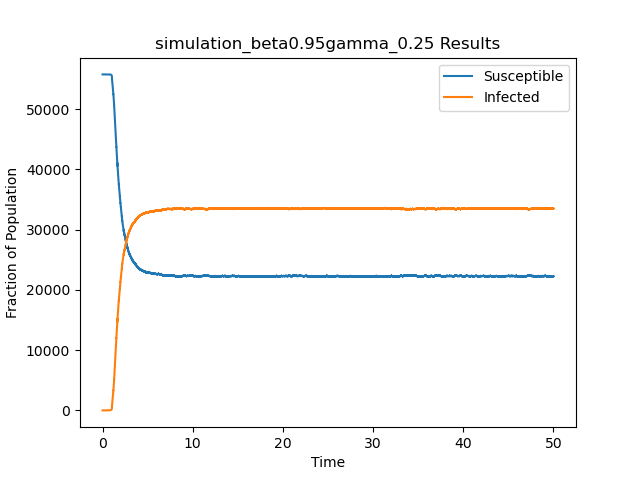 simulation_beta0.95gamma_0.25 Results
Susceptible
Infected
Fraction of Population
50000
40000
30000
20000
10000
0
0 10 20 30 40 50
Time